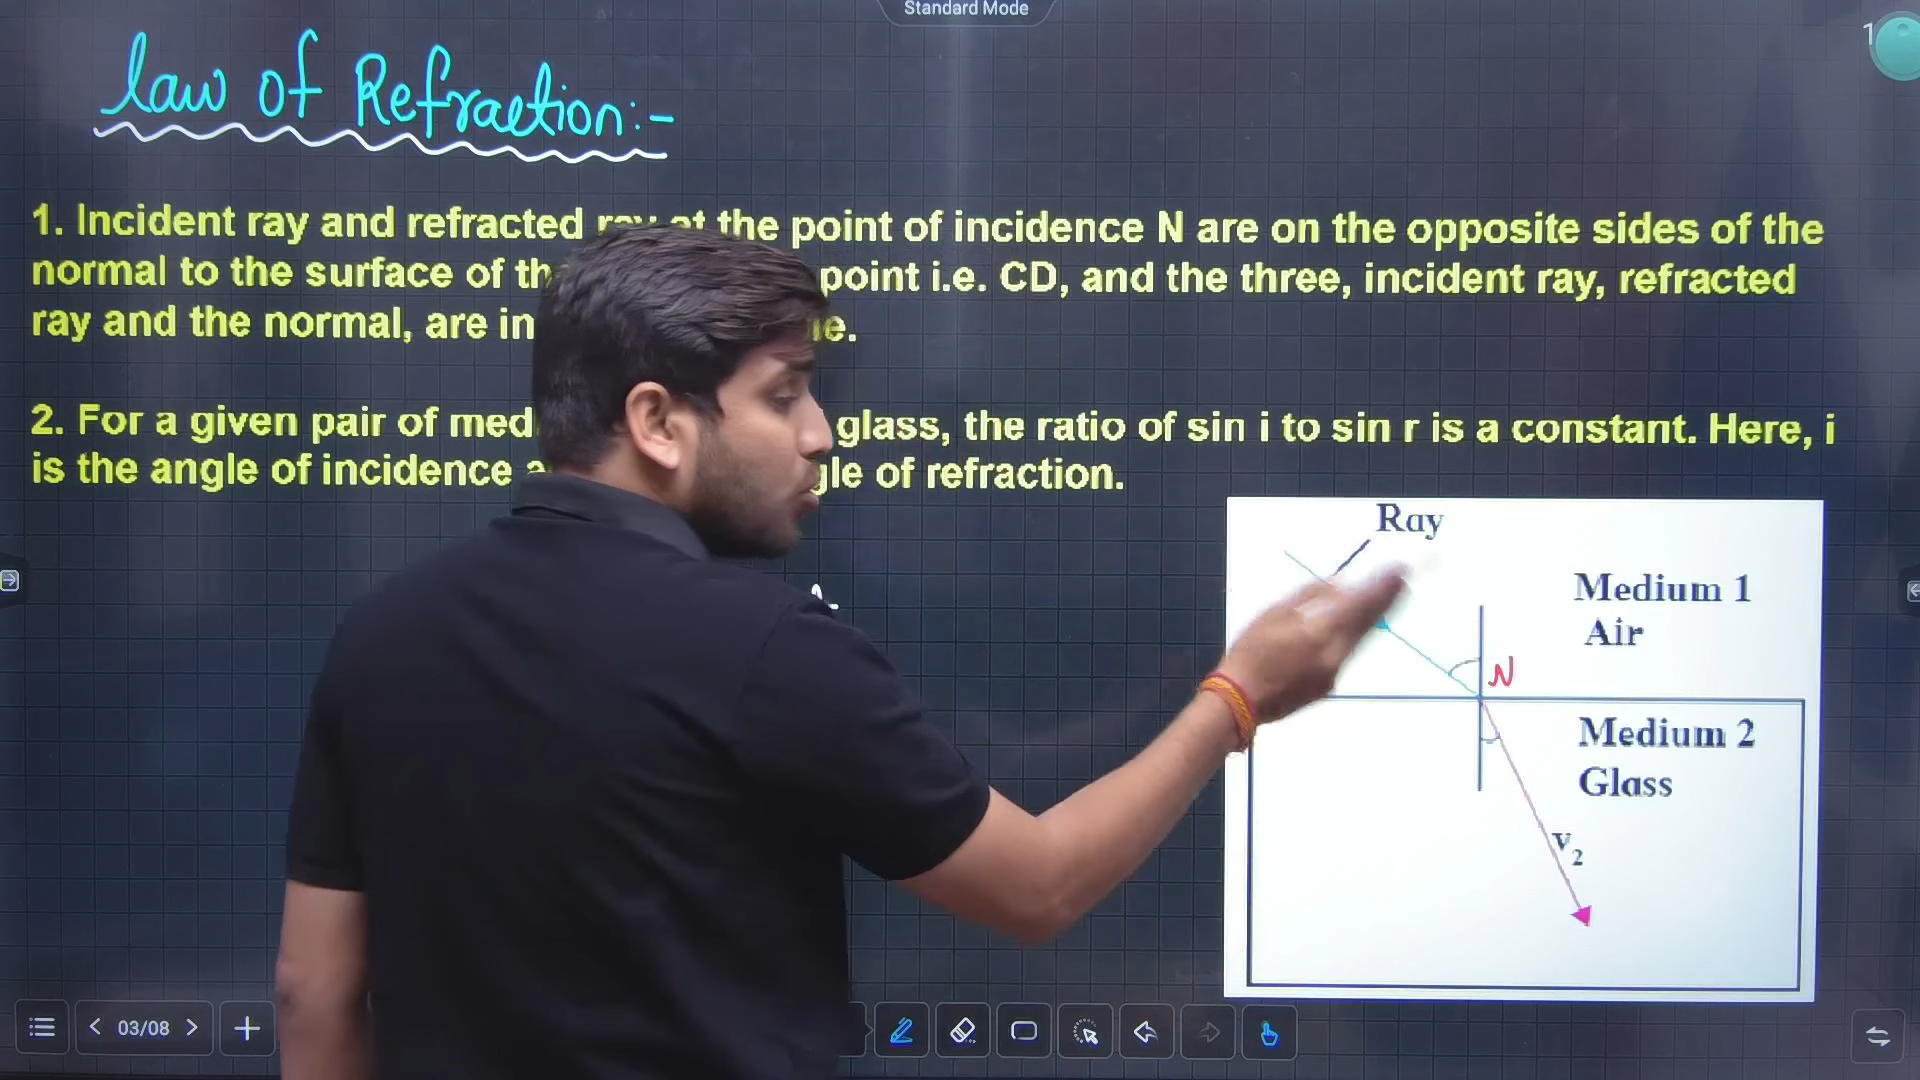 Standard Mode
1
law of Refraction:-
1. Incident ray and refracted ray at the point of incidence N are on the opposite sides of the
normal to the surface of point i.e. CD, and the three, incident ray, refracted
ray and the normal, are in
2. For a given pair of glass, the ratio of sin i to sin r is a constant. Here, i
is the angle of incidence of refraction.
Ray
Medium 1
Air
N
Medium 2
Glass
v2
03/08